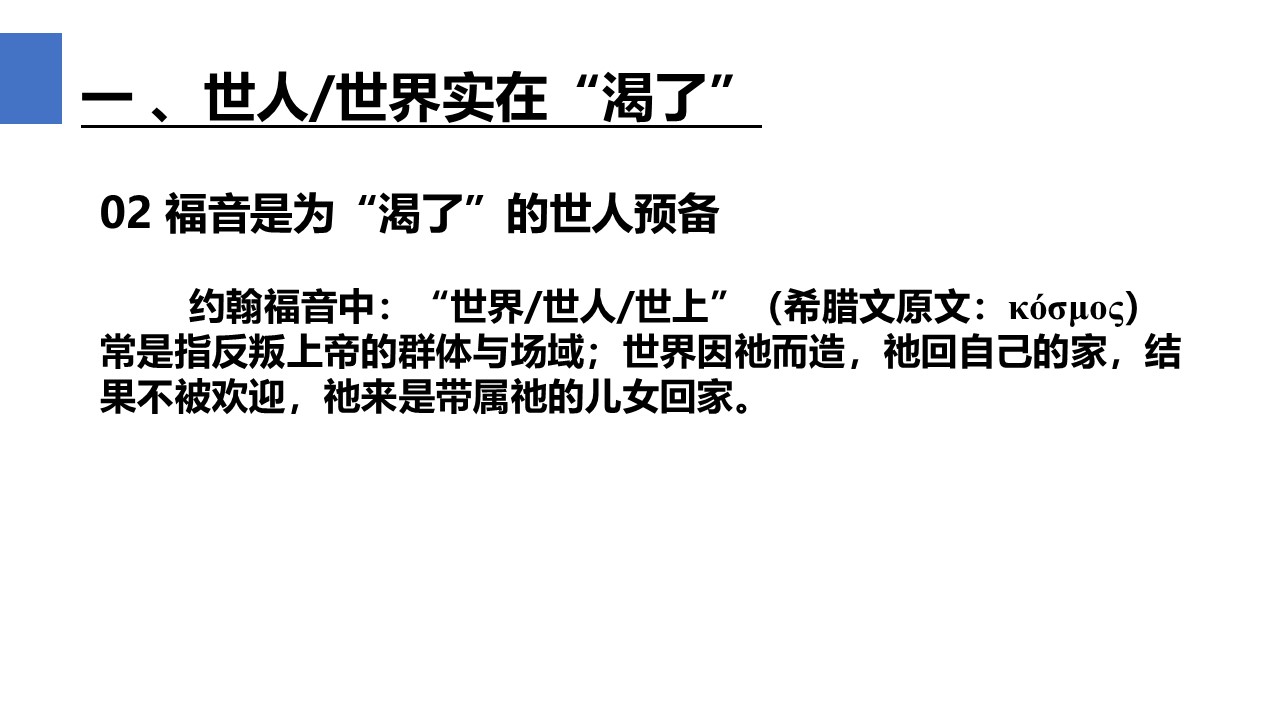 一 、世人/世界实在“渴了”
02 福音是为“渴了”的世人预备
约翰福音中：“世界/世人/世上”（希腊文原文：κόσμος）
常是指反叛上帝的群体与场域；世界因祂而造，祂回自己的家，结
果不被欢迎，祂来是带属祂的儿女回家。